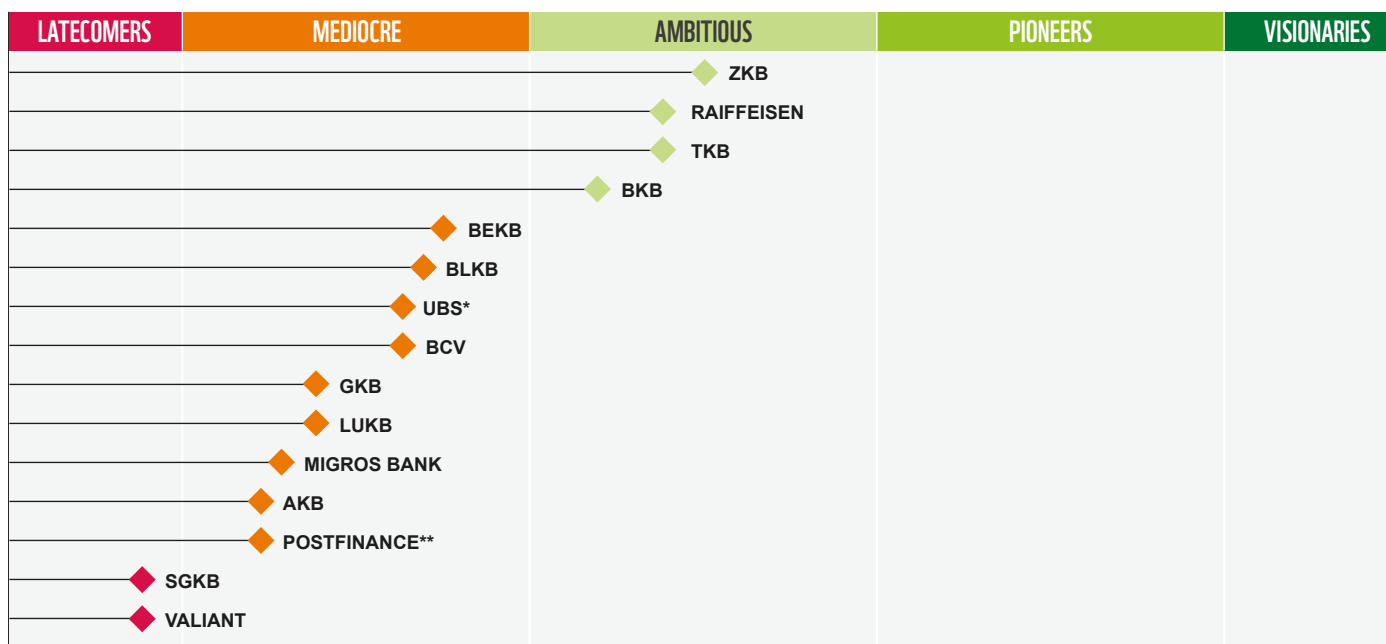 LATECOMERS MEDIOCRE AMBITIOUS PIONEERS VISIONARIES
ZKB
RAIFFEISEN
TKB
BKB
BEKB
BLKB
UBS*
BCV
GKB
LUKB
MIGROS BANK
AKB
POSTFINANCE**
SGKB
VALIANT